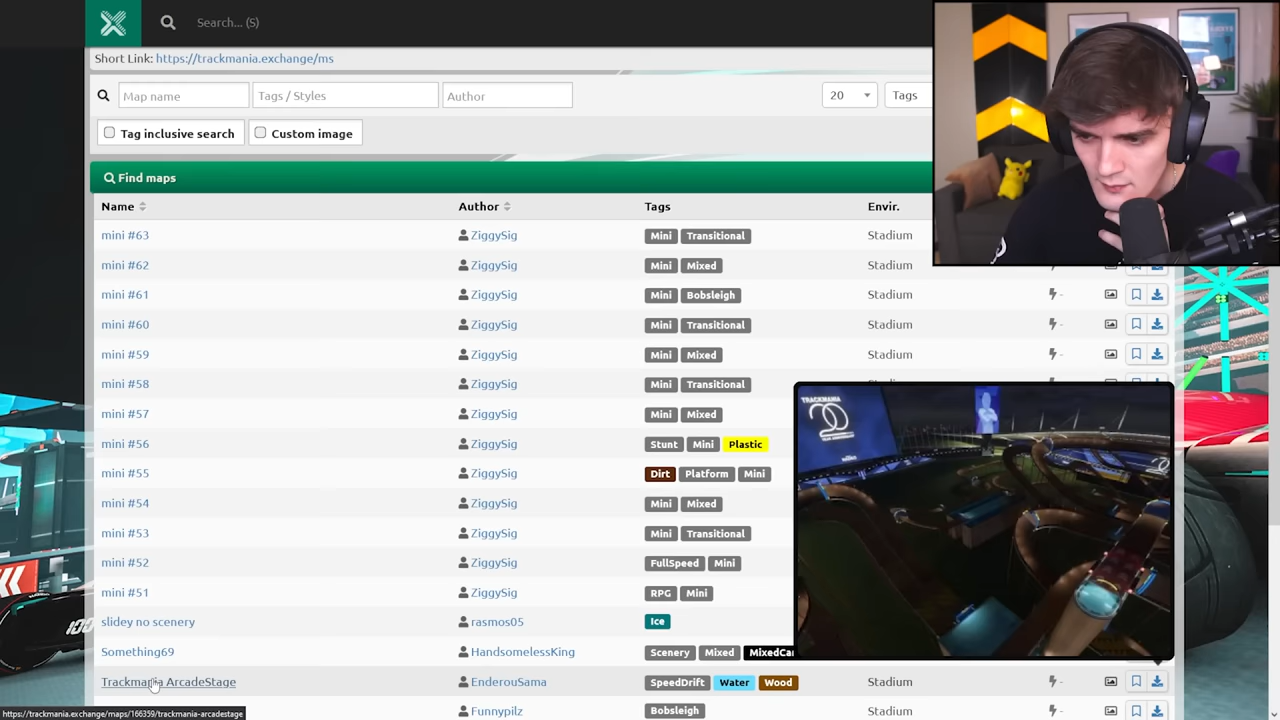 Search... (S)
Short Link: https://trackmania.exchange/ms
Map name Tags / Styles Author 20 Tags
Tag inclusive search Custom image
Find maps
Name Author Tags Envir.
mini #63 ZiggySig Mini Transitional Stadium
mini #62 ZiggySig Mini Mixed Stadium
mini #61 ZiggySig Mini Bobsleigh Stadium
mini #60 ZiggySig Mini Transitional Stadium
mini #59 ZiggySig Mini Mixed Stadium
mini #58 ZiggySig Mini Transitional Stadium
mini #57 ZiggySig Mini Mixed
mini #56 ZiggySig Stunt Mini Plastic
mini #55 ZiggySig Dirt Platform Mini
mini #54 ZiggySig Mini Mixed
mini #53 ZiggySig Mini Transitional
mini #52 ZiggySig FullSpeed Mini
mini #51 ZiggySig RPG Mini
slidey no scenery rasmos05 Ice
Something69 HandsomelessKing Scenery Mixed MixedCar
Trackmania ArcadeStage EnderouSama SpeedDrift Water Wood Stadium
Funnypilz Bobsleigh
https://trackmania.exchange/maps/166359/trackmania-arcadestage
TRACKMANIA
20